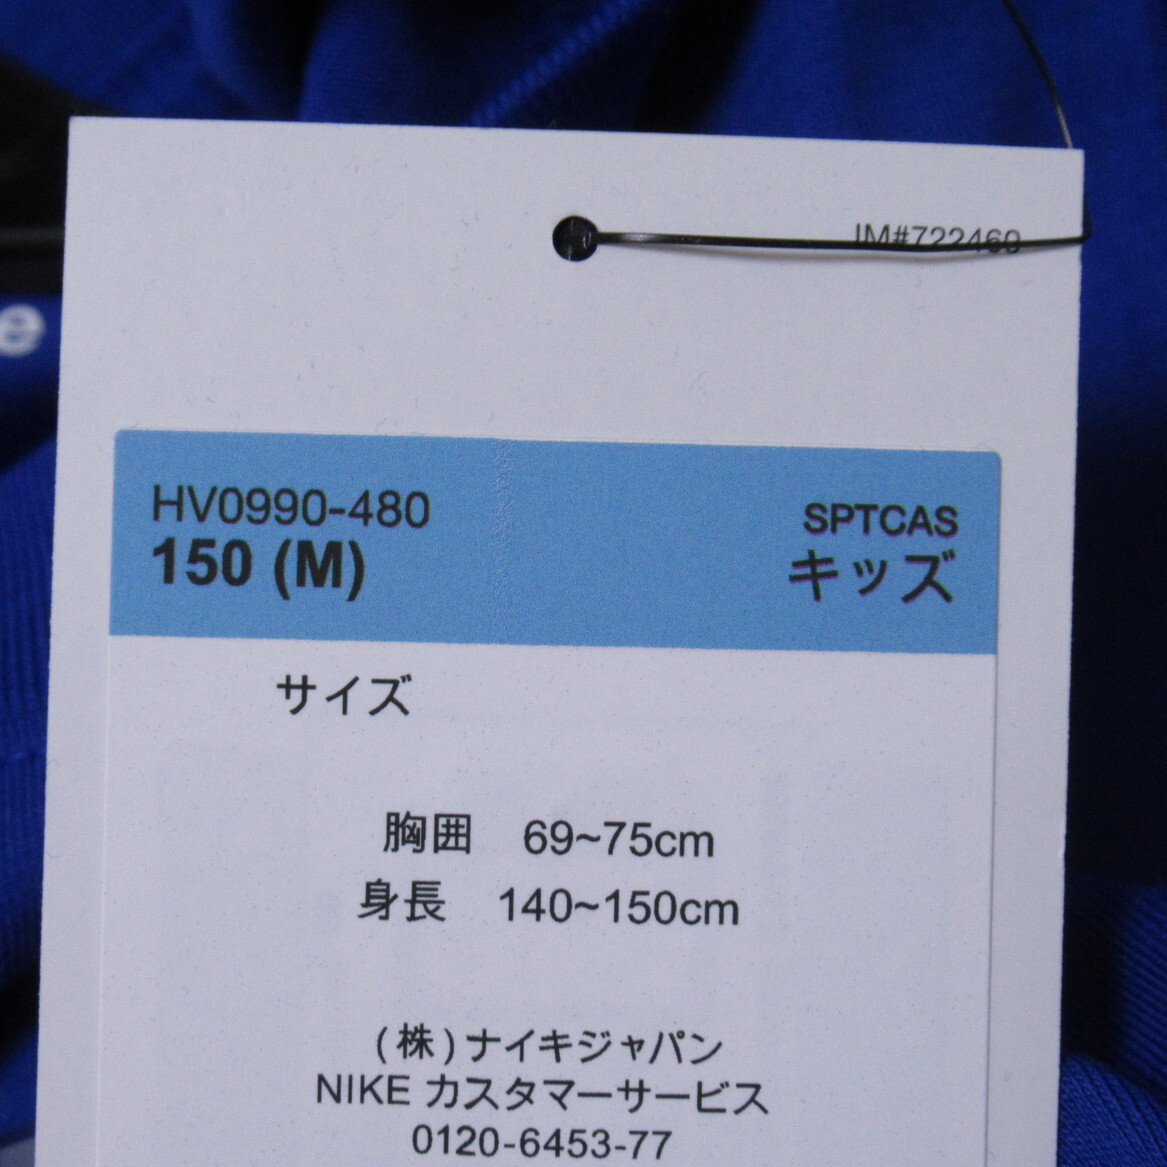 IM#722460
e
HV0990-480
SPTCAS
150 (M)
キッズ
サイズ
胸囲 69~75cm
身長 140~150cm
(株)ナイキジャパン
NIKE カスタマーサービス
0120-6453-77